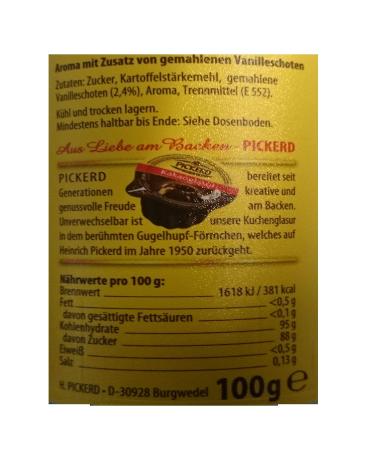 Aroma mit Zusatz von gemahlenen Vanilleschoten
Zutaten: Zucker, Kartoffelstärkemehl, gemahlene
Vanilleschoten (2,4%), Aroma, Trennmittel (E 552).
Kühl und trocken lagern.
Mindestens haltbar bis Ende: Siehe Dosenboden.
Aus Liebe am Backen - PICKERD
PICKERD
Kakaoglasur
PICKERD bereitet seit
Generationen kreative und
genussvolle Freude am Backen.
Unverwechselbar ist unsere Kuchenglasur
in dem berühmten Gugelhupf-Förmchen, welches auf
Heinrich Pickerd im Jahre 1950 zurückgeht.
Nährwerte pro 100 g:
Brennwert 1618 kJ / 381 kcal
Fett <0,5 g
davon gesättigte Fettsäuren <0,1 g
Kohlenhydrate 95 g
davon Zucker 88 g
Eiweiß <0,5 g
Salz 0,13 g
H. PICKERD - D-30928 Burgwedel 100g e